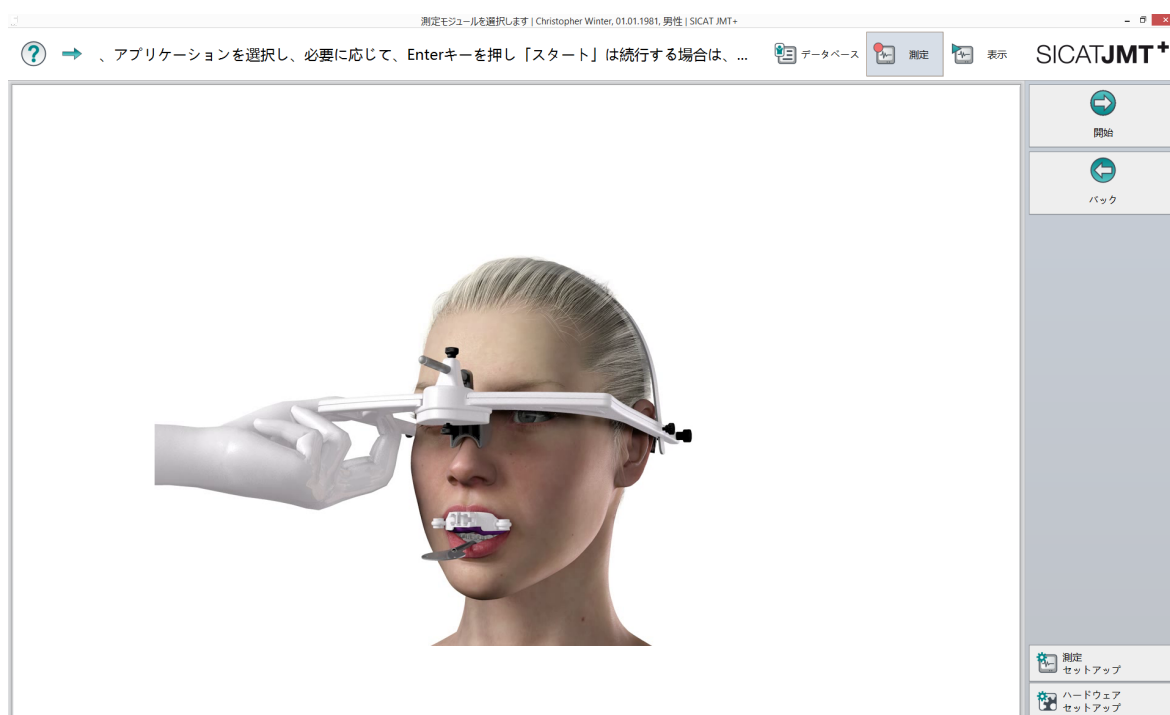 測定モジュールを選択します | Christopher Winter, 01.01.1981, 男性 | SICAT JMT+
? 、アプリケーションを選択し、必要に応じて、Enterキーを押し「スタート」は続行する場合は、...
データベース
測定
表示
SICATJMT+
開始
バック
測定
セットアップ
ハードウェア
セットアップ